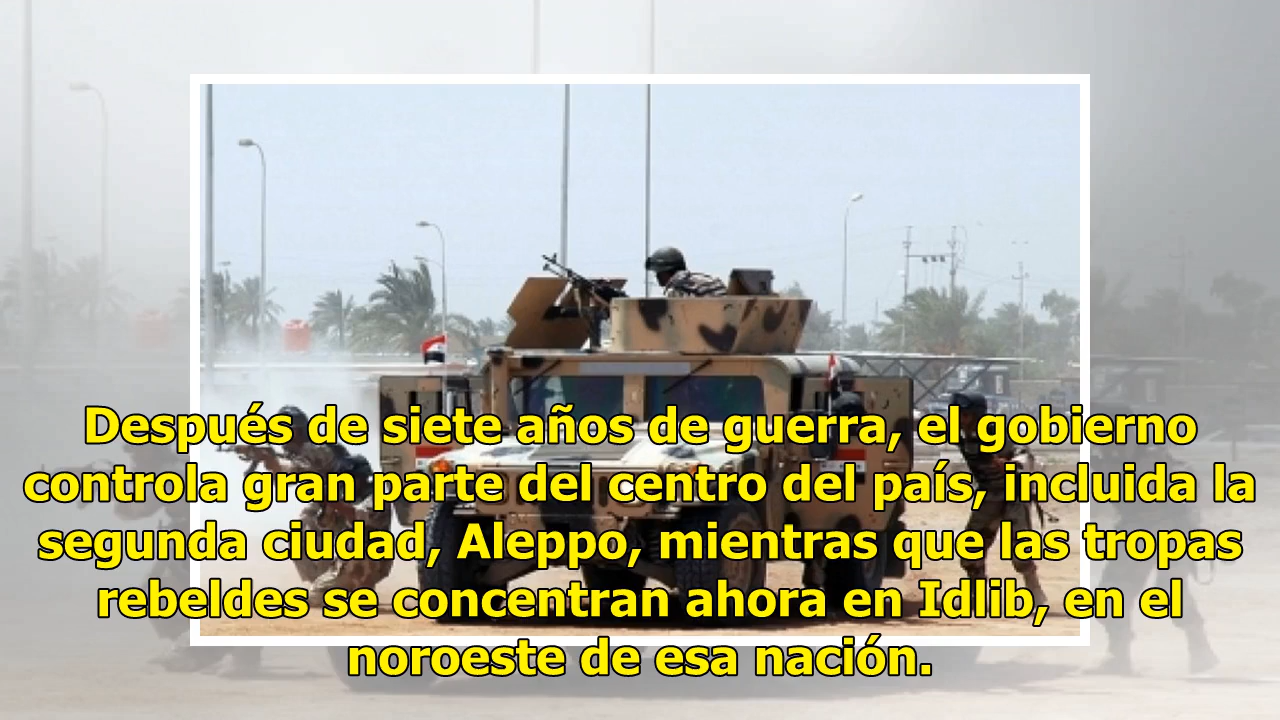 Después de siete años de guerra, el gobierno
controla gran parte del centro del país, incluida la
segunda ciudad, Aleppo, mientras que las tropas
rebeldes se concentran ahora en Idlib, en el
noroeste de esa nación.